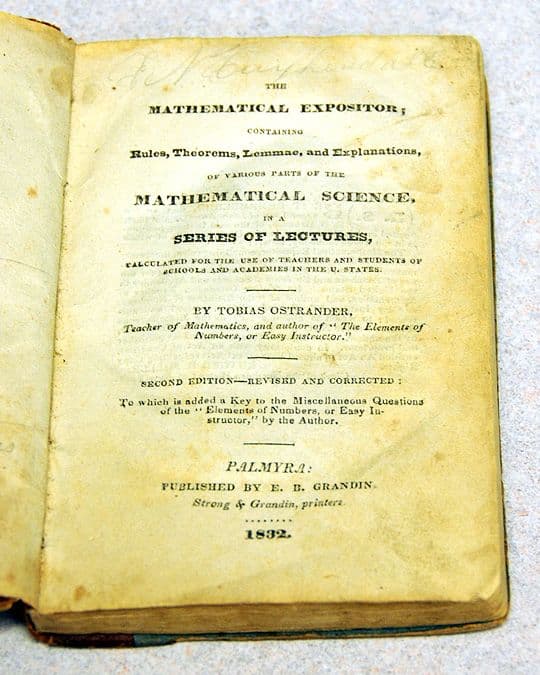 THE
MATHEMATICAL EXPOSITOR;
CONTAINING
Rules, Theorems, Lemmae, and Explanations,
OF VARIOUS PARTS OF THE
MATHEMATICAL SCIENCE,
IN A
SERIES OF LECTURES,
CALCULATED FOR THE USE OF TEACHERS AND STUDENTS OF
SCHOOLS AND ACADEMIES IN THE U. STATES.
BY TOBIAS OSTRANDER,
Teacher of Mathematics, and author of "The Elements of
Numbers, or Easy Instructor."
SECOND EDITION—REVISED AND CORRECTED:
To which is added a Key to the Miscellaneous Questions
of the "Elements of Numbers, or Easy In-
structor," by the Author.
PALMYRA:
PUBLISHED BY E. B. GRANDIN.
Strong & Grandin, printers.
1832.